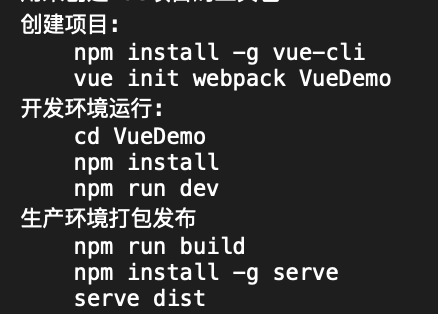 创建项目:
npm install -g vue-cli
vue init webpack VueDemo
开发环境运行:
cd VueDemo
npm install
npm run dev
生产环境打包发布
npm run build
npm install -g serve
serve dist